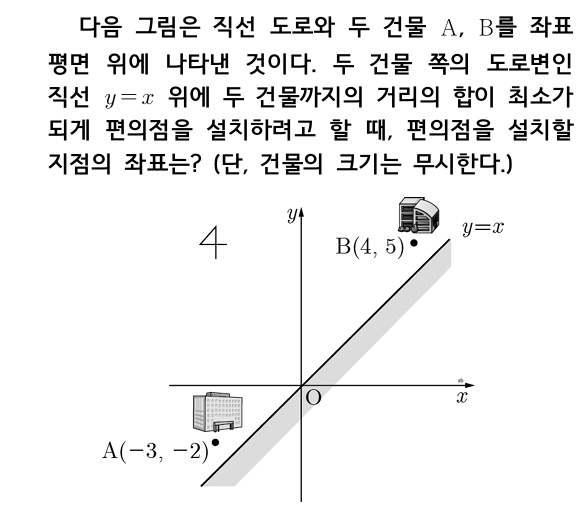 다음 그림은 직선 도로와 두 건물 A, B를 좌표
평면 위에 나타낸 것이다. 두 건물 쪽의 도로변인
직선 y=x 위에 두 건물까지의 거리의 합이 최소가
되게 편의점을 설치하려고 할 때, 편의점을 설치할
지점의 좌표는? (단, 건물의 크기는 무시한다.)
y
4
B(4, 5)
y=x
O
x
A(−3, −2)